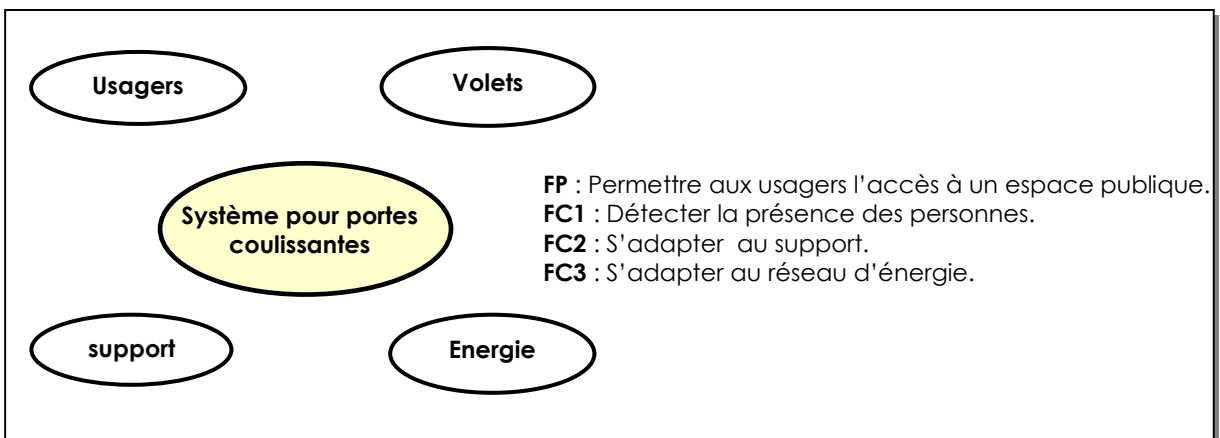 Usagers
Volets
Système pour portes
coulissantes
FP : Permettre aux usagers l’accès à un espace publique.
FC1 : Détecter la présence des personnes.
FC2 : S’adapter  au support.
FC3 : S’adapter au réseau d’énergie.
support
Energie